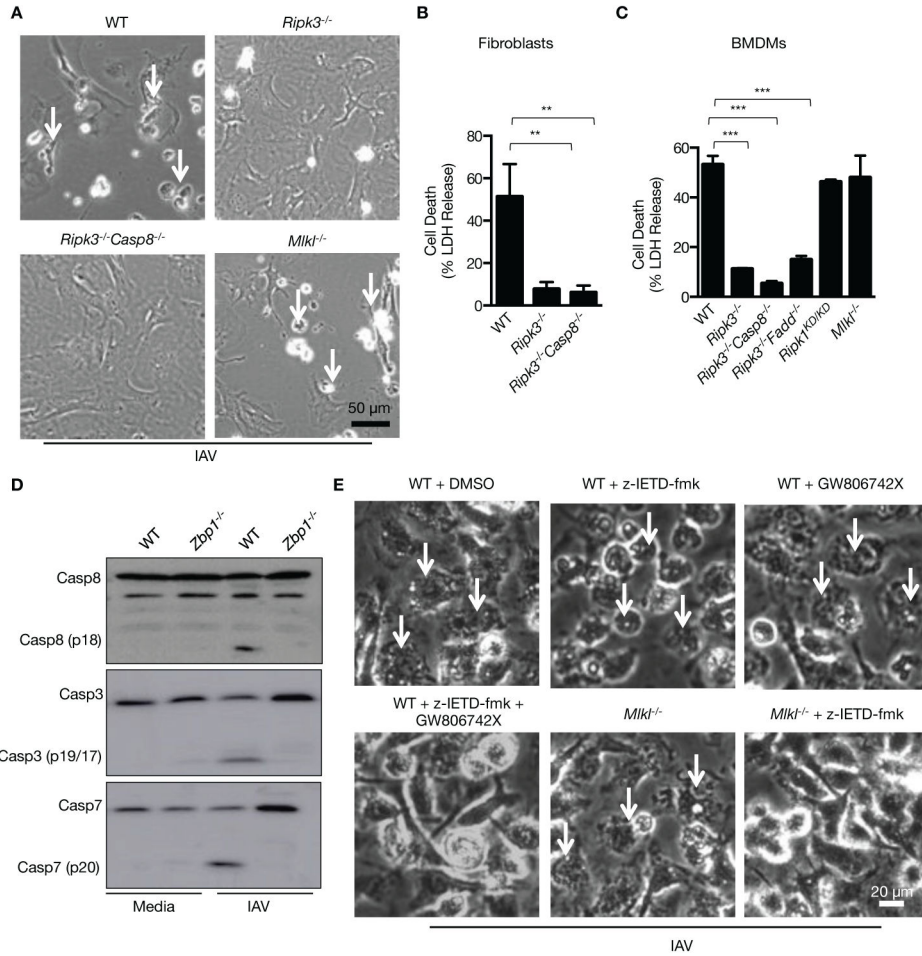 A
WT
Ripk3-/-
Ripk3-/-Casp8-/-
Mlkl-/-
50 µm
IAV
B
Fibroblasts
**
**
Cell Death
(% LDH Release)
80
60
40
20
0
WT
Ripk3-/-
Ripk3-/-Casp8-/-
C
BMDMs
***
***
***
Cell Death
(% LDH Release)
60
40
20
0
WT
Ripk3-/-
Ripk3-/-Casp8-/-
Ripk3-/-Fadd-/-
Ripk1KD/KD
Mlkl-/-
D
WT
Zbp1-/-
WT
Zbp1-/-
Casp8
Casp8 (p18)
Casp3
Casp3 (p19/17)
Casp7
Casp7 (p20)
Media
IAV
E
WT + DMSO
WT + z-IETD-fmk
WT + GW806742X
WT + z-IETD-fmk +
GW806742X
Mlkl-/-
Mlkl-/- + z-IETD-fmk
20 µm
IAV